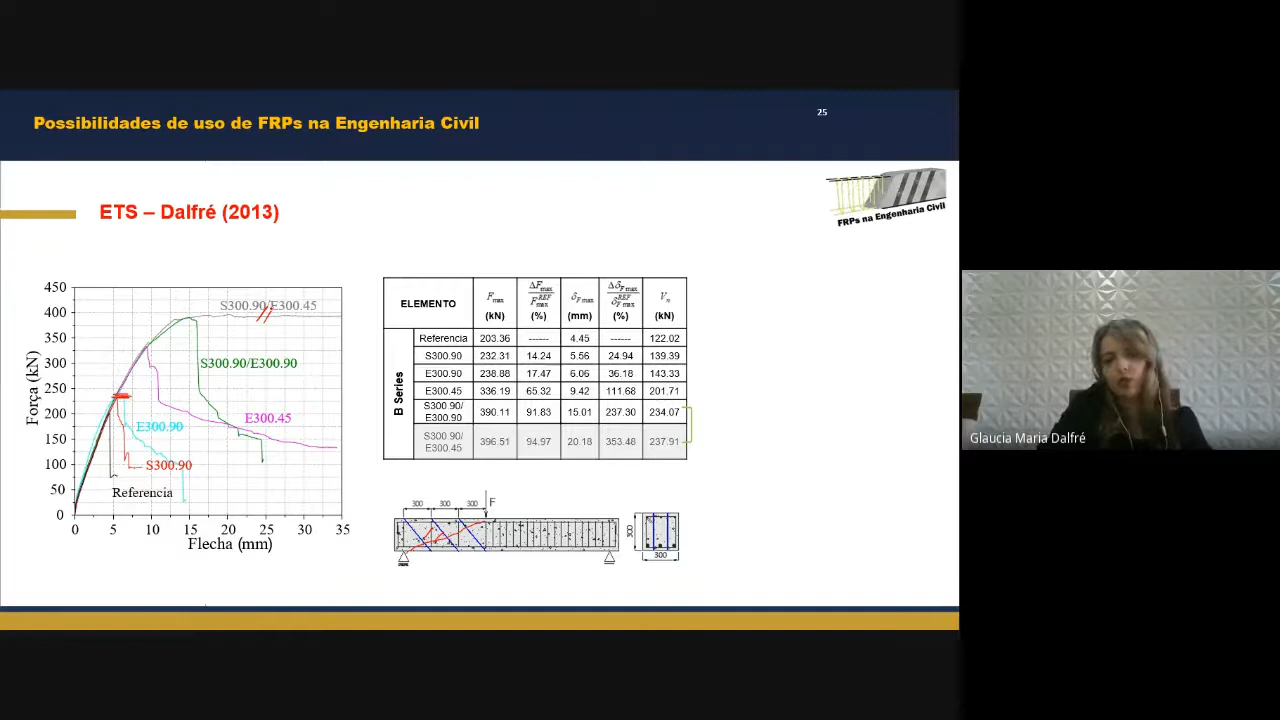 Possibilidades de uso de FRPs na Engenharia Civil
25
FRPs na Engenharia Civil
ETS – Dalfré (2013)
450
400
350
300
250
200
150
100
50
0
0 5 10 15 20 25 30 35
Força (kN)
Flecha (mm)
S300.90/E300.45
S300.90/E300.90
E300.45
E300.90
S300.90
Referencia
ELEMENTO F max (kN) ΔF max / F max REF (%) δ F max (mm) Δδ F max / δ F max REF (%) V n (kN)
B Series
Referencia 203.36 ------ 4.45 ------ 122.02
S300.90 232.31 14.24 5.56 24.94 139.39
E300.90 238.88 17.47 6.06 36.18 143.33
E300.45 336.19 65.32 9.42 111.68 201.71
S300.90/ E300.90 390.11 91.83 15.01 237.30 234.07
S300.90/ E300.45 396.51 94.97 20.18 353.48 237.91
300 300 300 F
300
300
Glaucia Maria Dalfré